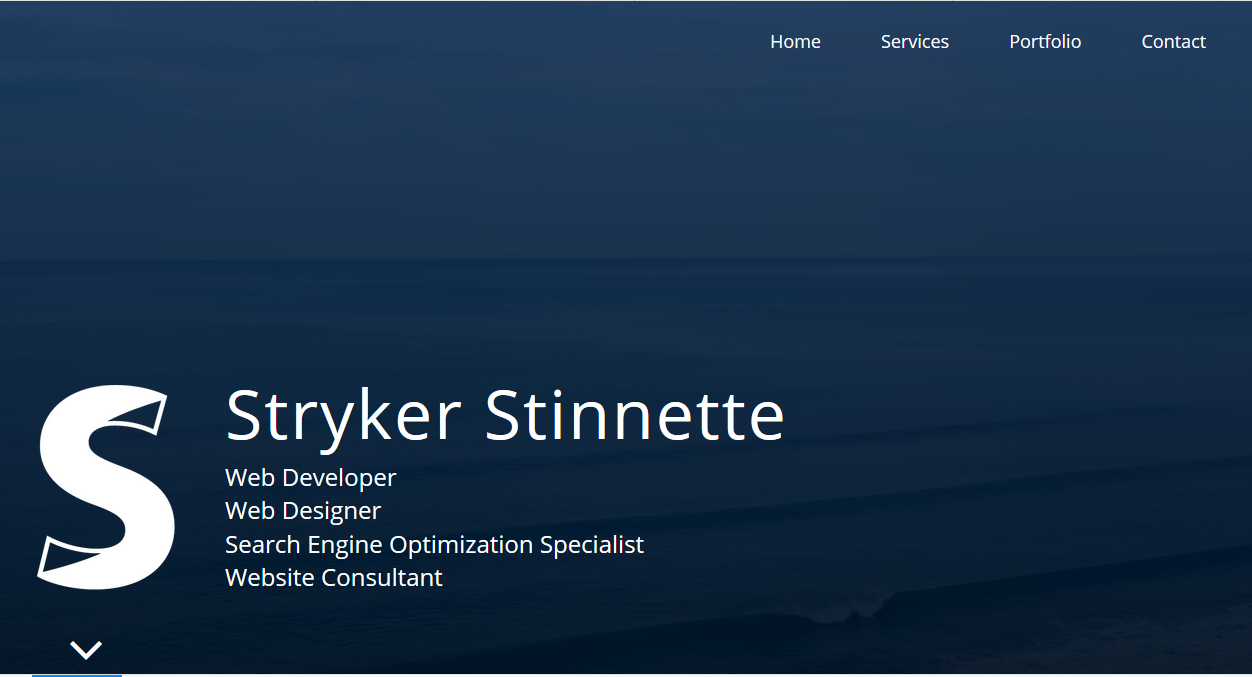 Home Services Portfolio Contact
S
Stryker Stinnette
Web Developer
Web Designer
Search Engine Optimization Specialist
Website Consultant